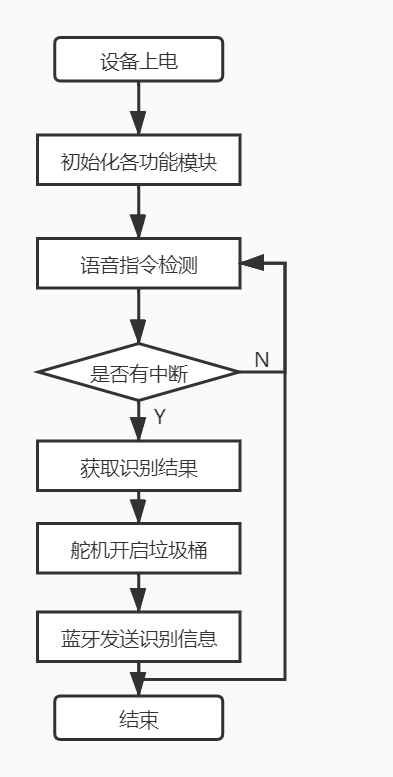 设备上电
初始化各功能模块
语音指令检测
是否有中断
N
Y
获取识别结果
舵机开启垃圾桶
蓝牙发送识别信息
结束